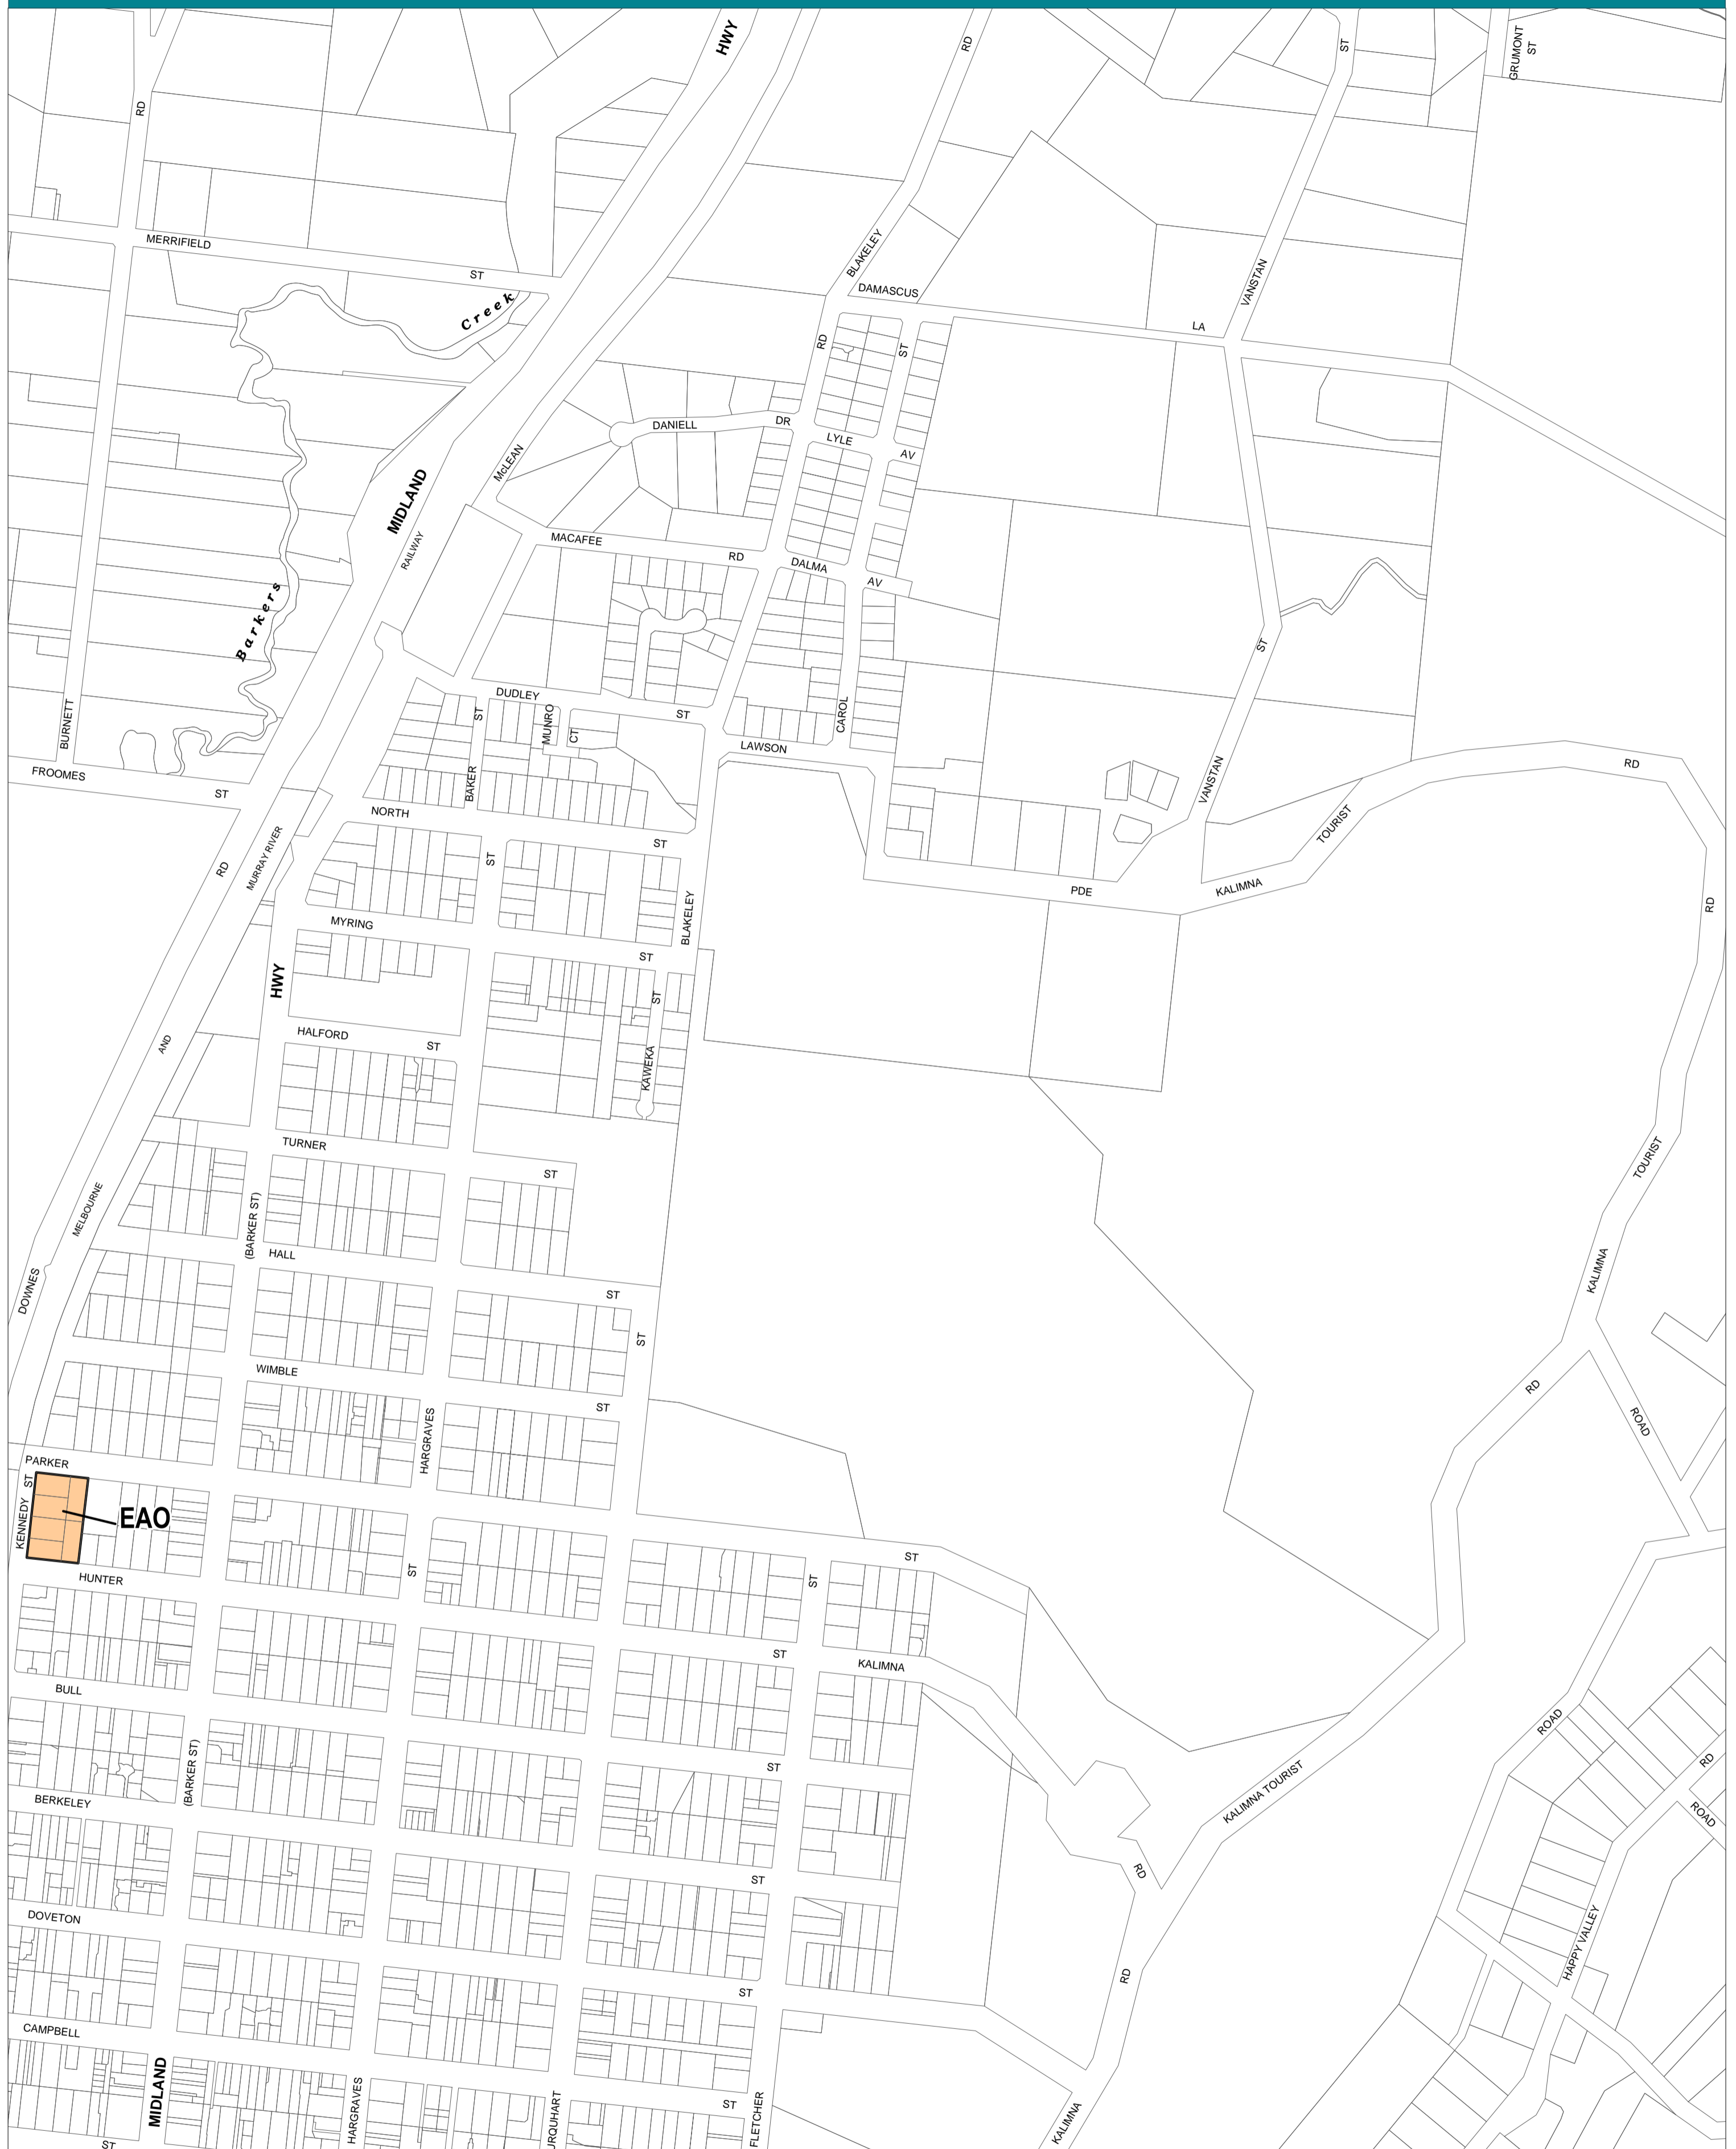 HWY
RD
ST
GRUMONT
ST
RD
MERRIFIELD
ST
Creek
BLAKELEY
DAMASCUS
VANSTAN
LA
RD
ST
DANIELL
DR
LYLE
AV
McLEAN
MIDLAND
RAILWAY
MACAFEE
RD
DALMA
AV
Barkers
ST
DUDLEY
ST
ST
MUNRO
CT
CAROL
BURNETT
LAWSON
FROOMES
ST
BAKER
VANSTAN
RD
TOURIST
NORTH
ST
ST
RD
MURRAY RIVER
PDE
KALIMNA
RD
MYRING
BLAKELEY
ST
HWY
ST
HALFORD
ST
AND
KAWEKA
TURNER
ST
TOURIST
MELBOURNE
(BARKER ST)
HALL
ST
KALIMNA
DOWNES
ST
WIMBLE
ST
RD
ROAD
HARGRAVES
PARKER
ST
KENNEDY
EAO
ST
ST
ST
HUNTER
ST
KALIMNA
BULL
ROAD
(BARKER ST)
ST
KALIMNA TOURIST
RD
BERKELEY
ROAD
RD
ST
DOVETON
HAPPY VALLEY
RD
ST
CAMPBELL
MIDLAND
HARGRAVES
URQUHART
ST
FLETCHER
KALIMNA
ST